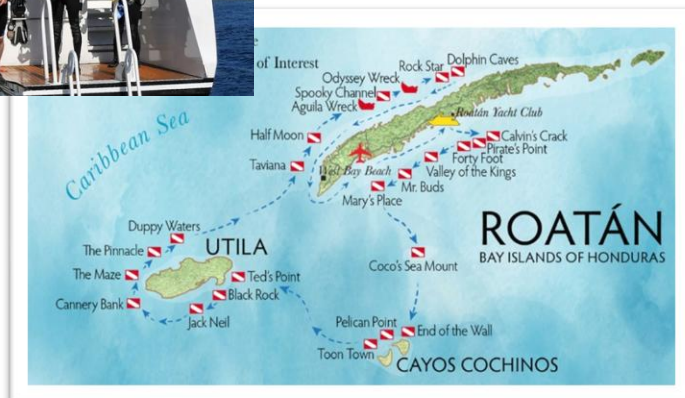 of Interest
Dolphin Caves
Rock Star
Odyssey Wreck
Spooky Channel
Aguila Wreck
Roatán Yacht Club
Caribbean Sea
Half Moon
Calvin's Crack
Pirate's Point
Forty Foot
Taviana
West Bay Beach
Valley of the Kings
Mr. Buds
Mary's Place
ROATÁN
BAY ISLANDS OF HONDURAS
Duppy Waters
The Pinnacle
UTILA
Coco's Sea Mount
The Maze
Ted's Point
Black Rock
Cannery Bank
Jack Neil
Pelican Point
End of the Wall
Toon Town
CAYOS COCHINOS